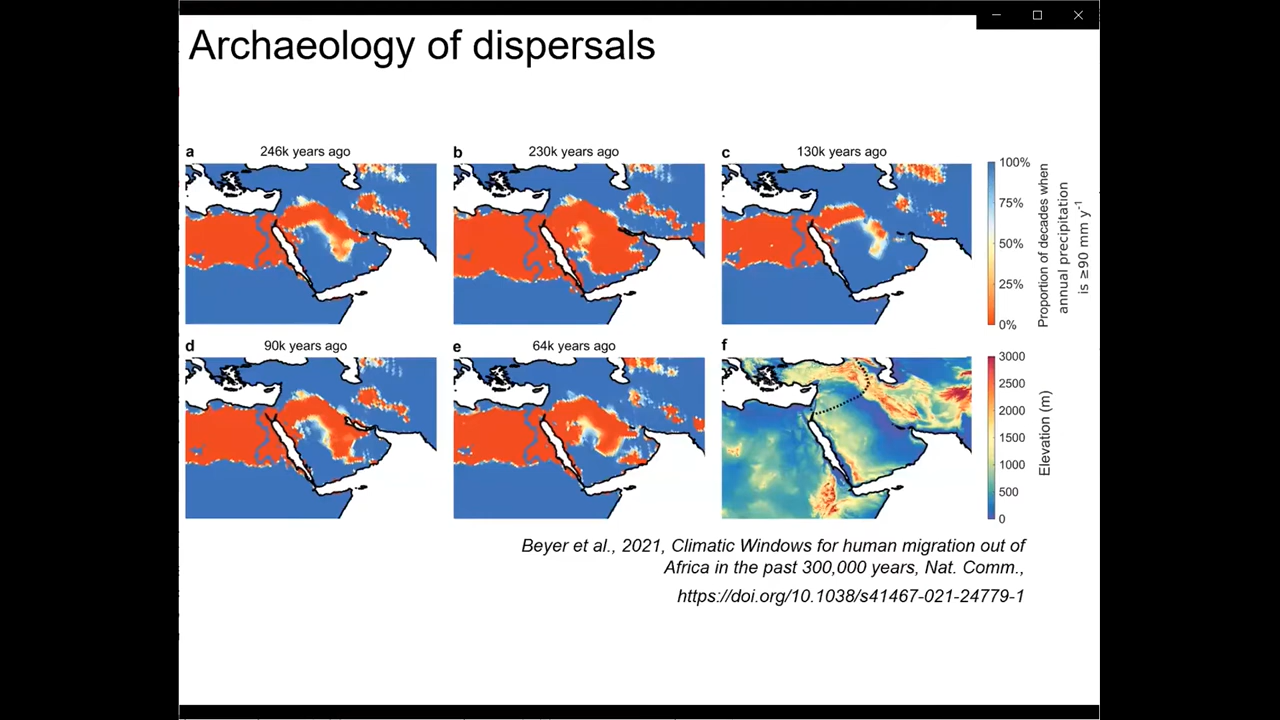 Archaeology of dispersals
a
246k years ago
b
230k years ago
c
130k years ago
100%
75%
50%
25%
0%
Proportion of decades when
annual precipitation
is ≥90 mm y⁻¹
d
90k years ago
e
64k years ago
f
3000
2500
2000
1500
1000
500
0
Elevation (m)
Beyer et al., 2021, Climatic Windows for human migration out of
Africa in the past 300,000 years, Nat. Comm.,
https://doi.org/10.1038/s41467-021-24779-1